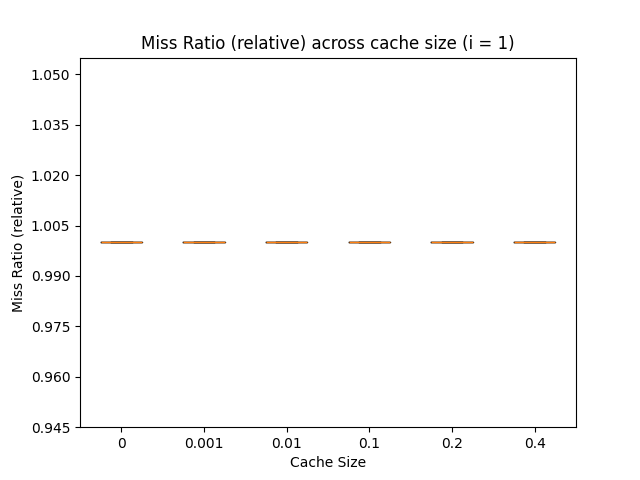 Miss Ratio (relative) across cache size (i = 1)
1.050
1.035
1.020
1.005
0.990
0.975
0.960
0.945
Miss Ratio (relative)
0 0.001 0.01 0.1 0.2 0.4
Cache Size